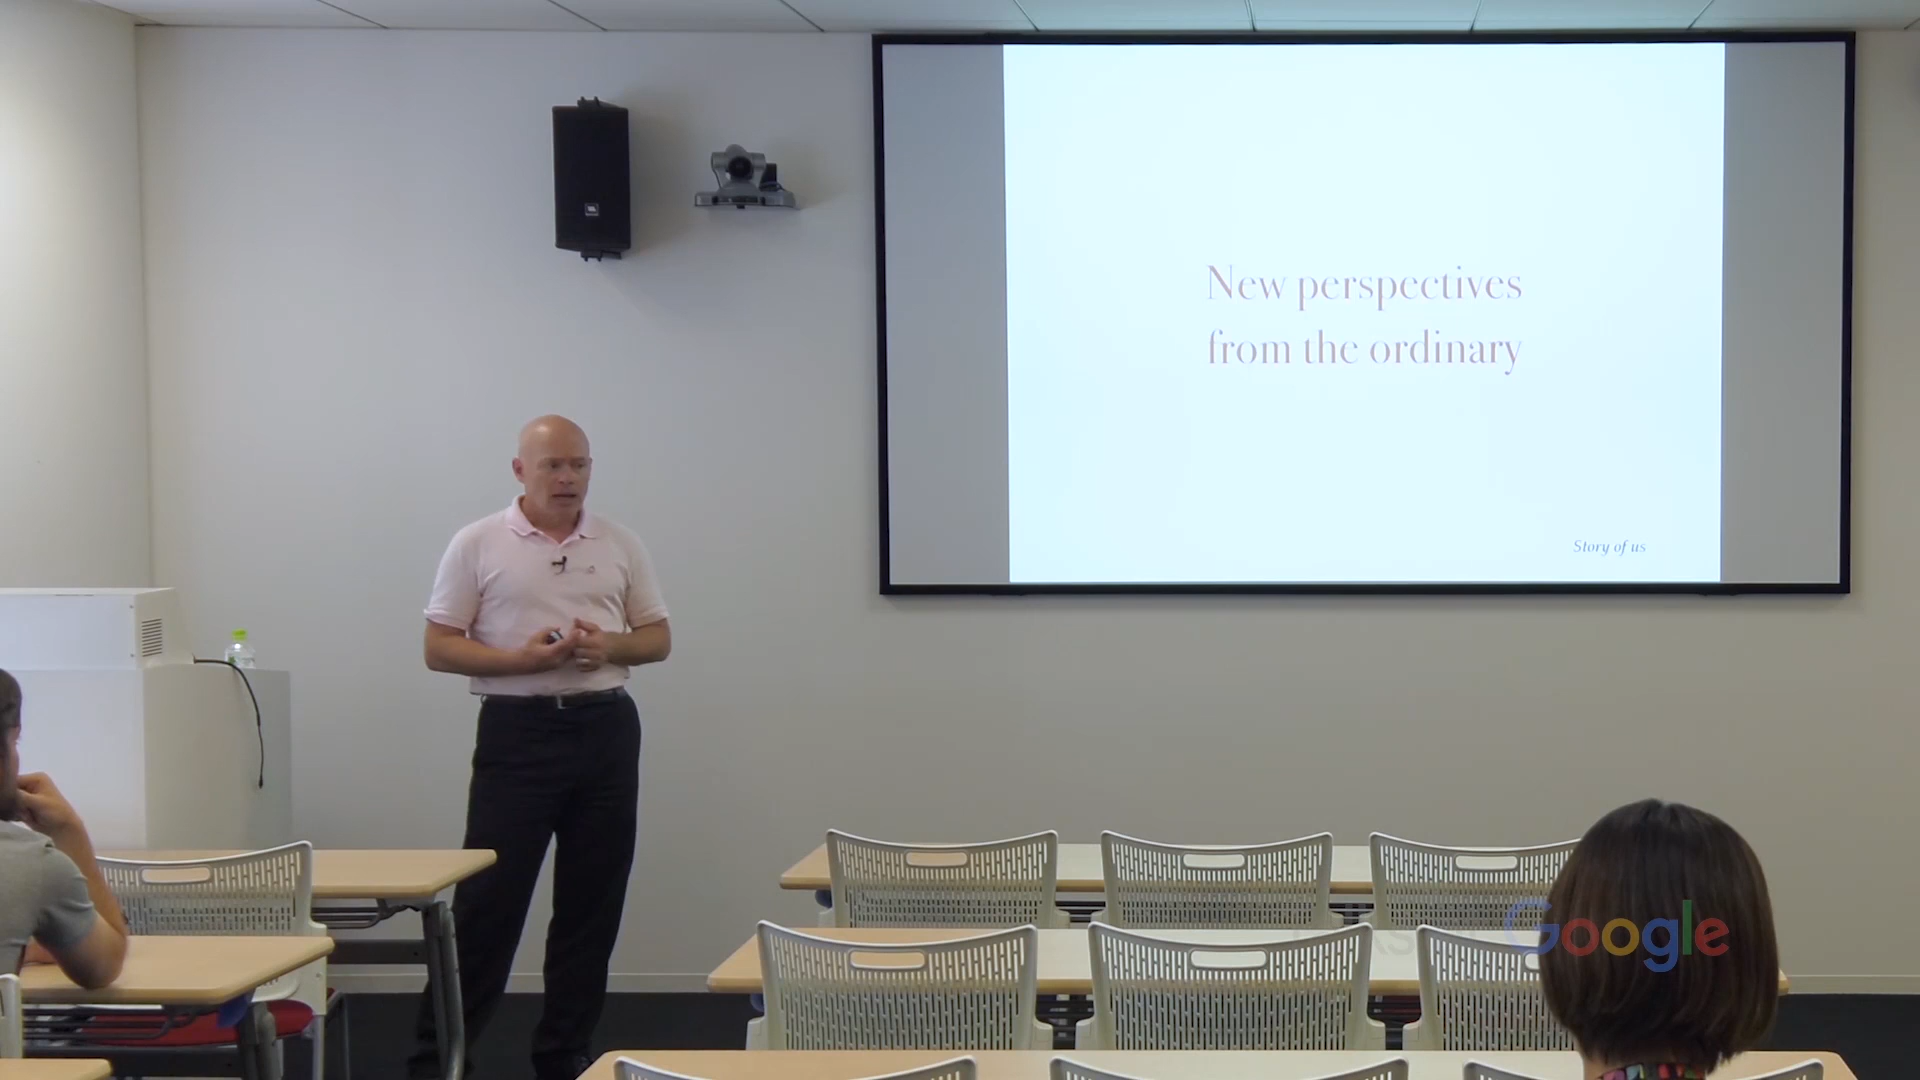 New perspectives
from the ordinary
Story of us
Google